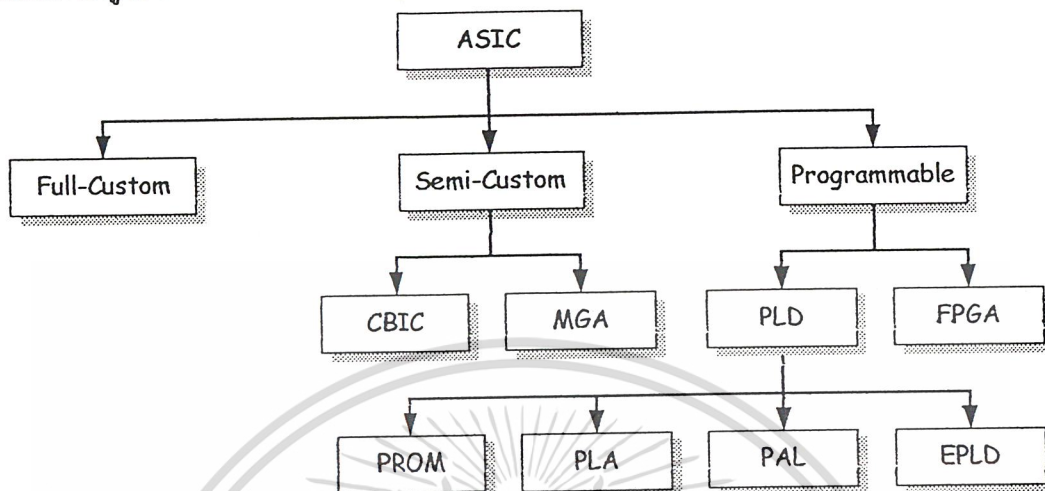 ASIC
Full-Custom
Semi-Custom
Programmable
CBIC
MGA
PLD
FPGA
PROM
PLA
PAL
EPLD